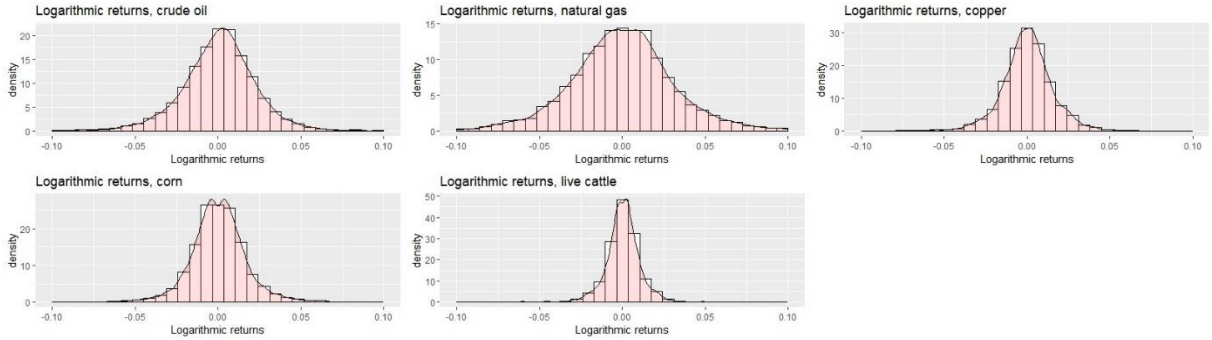 Logarithmic returns, crude oil
density
20
15
10
5
0
-0.10 -0.05 0.00 0.05 0.10
Logarithmic returns
Logarithmic returns, natural gas
density
15
10
5
0
-0.10 -0.05 0.00 0.05 0.10
Logarithmic returns
Logarithmic returns, copper
density
30
20
10
0
-0.10 -0.05 0.00 0.05 0.10
Logarithmic returns
Logarithmic returns, corn
density
20
10
0
-0.10 -0.05 0.00 0.05 0.10
Logarithmic returns
Logarithmic returns, live cattle
density
50
40
30
20
10
0
-0.10 -0.05 0.00 0.05 0.10
Logarithmic returns